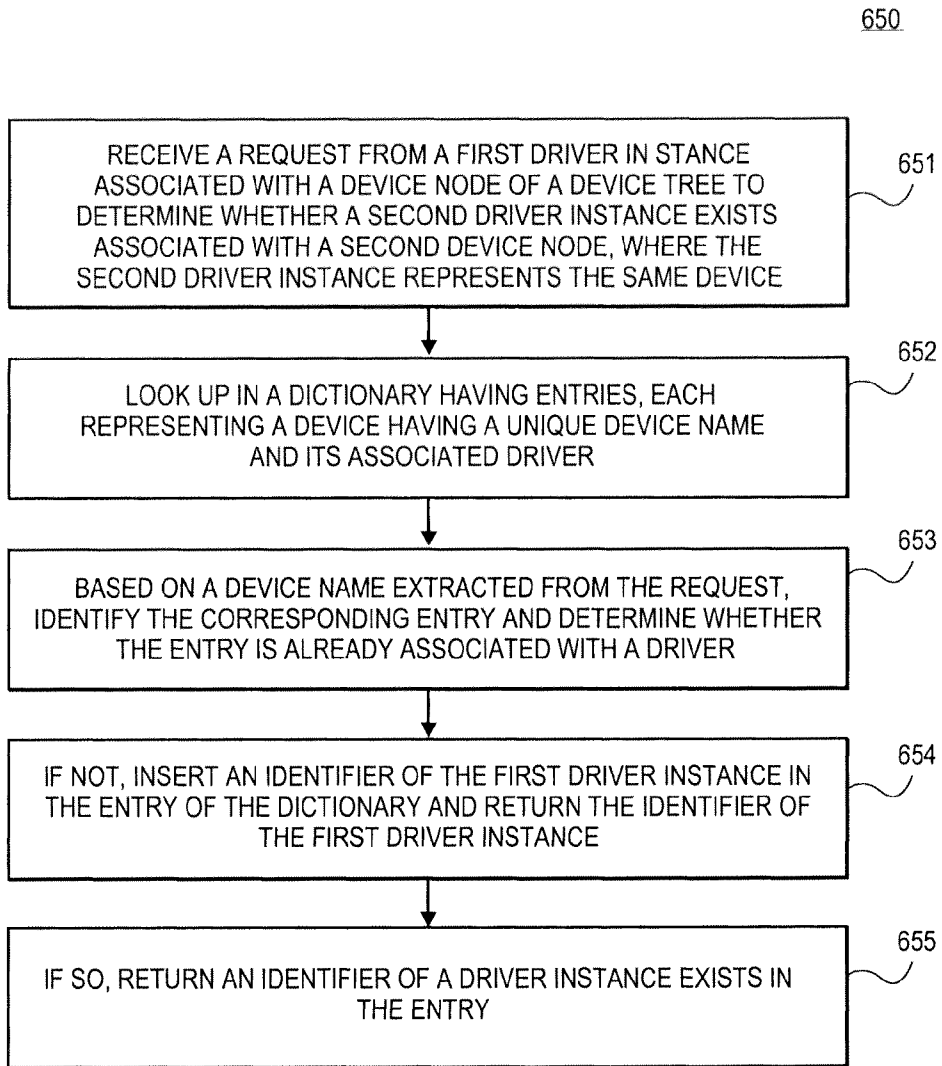 650
RECEIVE A REQUEST FROM A FIRST DRIVER IN STANCE
ASSOCIATED WITH A DEVICE NODE OF A DEVICE TREE TO
DETERMINE WHETHER A SECOND DRIVER INSTANCE EXISTS
ASSOCIATED WITH A SECOND DEVICE NODE, WHERE THE
SECOND DRIVER INSTANCE REPRESENTS THE SAME DEVICE
651
LOOK UP IN A DICTIONARY HAVING ENTRIES, EACH
REPRESENTING A DEVICE HAVING A UNIQUE DEVICE NAME
AND ITS ASSOCIATED DRIVER
652
BASED ON A DEVICE NAME EXTRACTED FROM THE REQUEST,
IDENTIFY THE CORRESPONDING ENTRY AND DETERMINE WHETHER
THE ENTRY IS ALREADY ASSOCIATED WITH A DRIVER
653
IF NOT, INSERT AN IDENTIFIER OF THE FIRST DRIVER INSTANCE IN
THE ENTRY OF THE DICTIONARY AND RETURN THE IDENTIFIER OF
THE FIRST DRIVER INSTANCE
654
IF SO, RETURN AN IDENTIFIER OF A DRIVER INSTANCE EXISTS IN
THE ENTRY
655